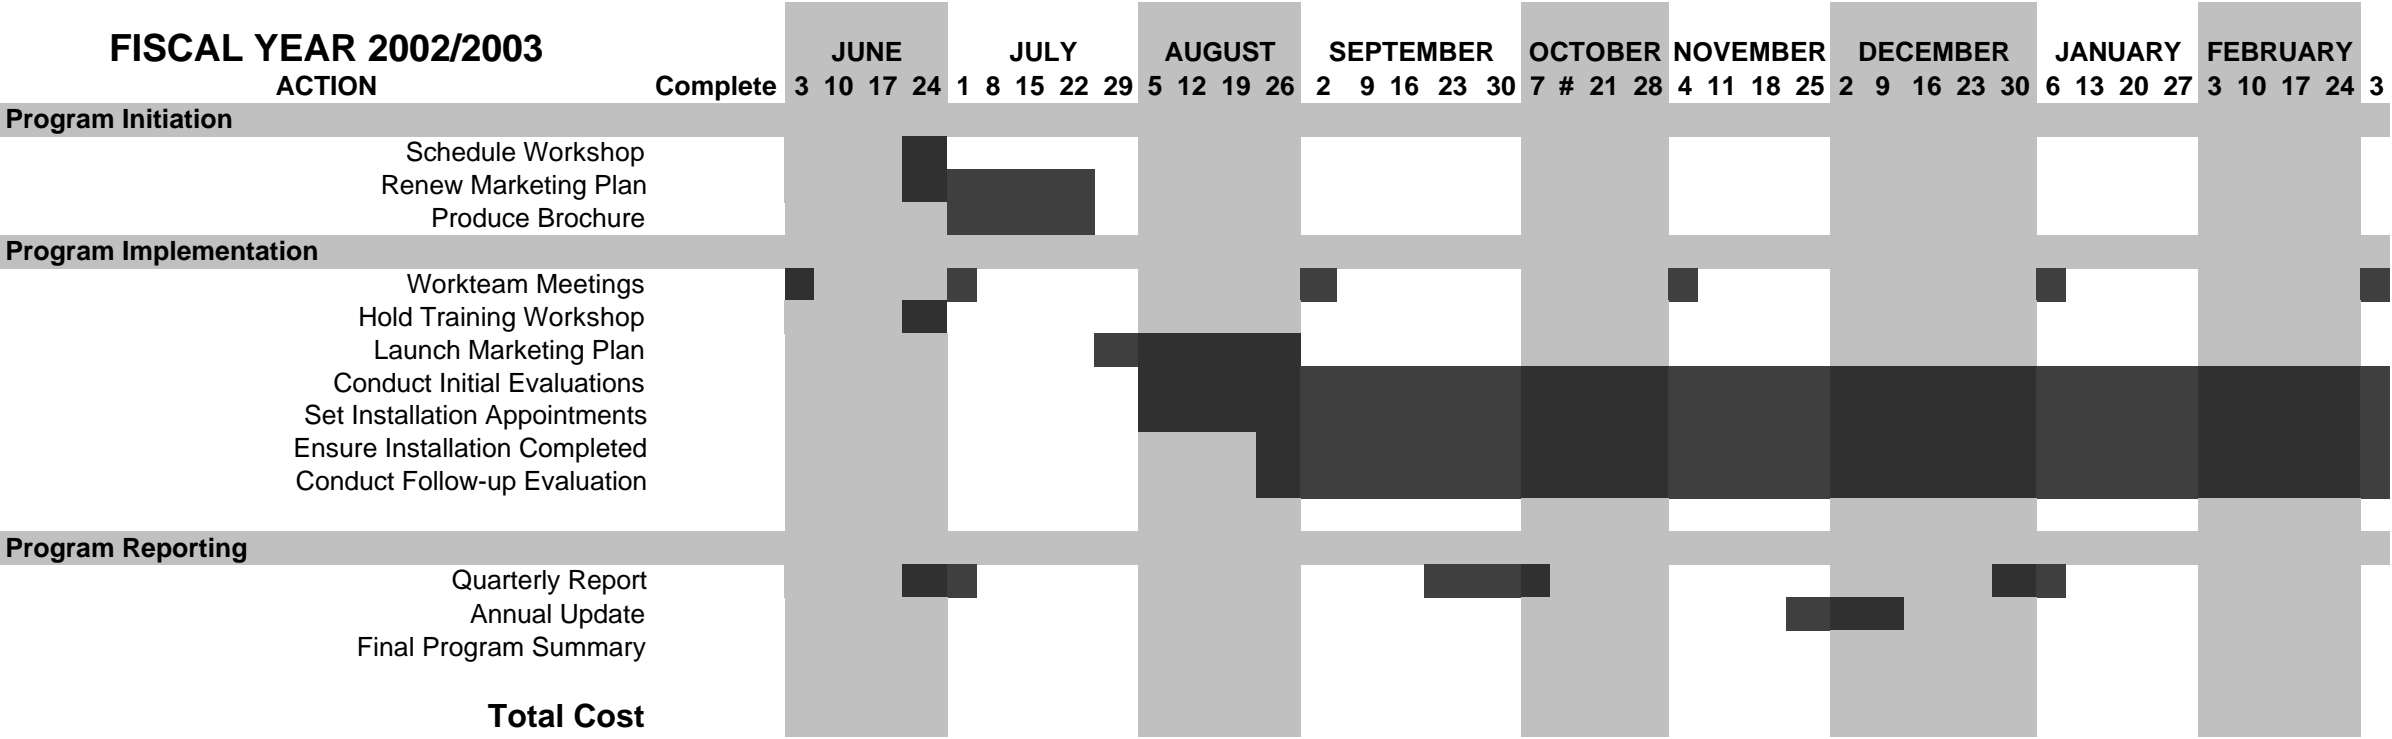 FISCAL YEAR 2002/2003 JUNE JULY AUGUST SEPTEMBER OCTOBER NOVEMBER DECEMBER JANUARY FEBRUARY
ACTION Complete 3 10 17 24 1 8 15 22 29 5 12 19 26 2 9 16 23 30 7 # 21 28 4 11 18 25 2 9 16 23 30 6 13 20 27 3 10 17 24 3
Program Initiation
Schedule Workshop
Renew Marketing Plan
Produce Brochure
Program Implementation
Workteam Meetings
Hold Training Workshop
Launch Marketing Plan
Conduct Initial Evaluations
Set Installation Appointments
Ensure Installation Completed
Conduct Follow-up Evaluation
Program Reporting
Quarterly Report
Annual Update
Final Program Summary
Total Cost